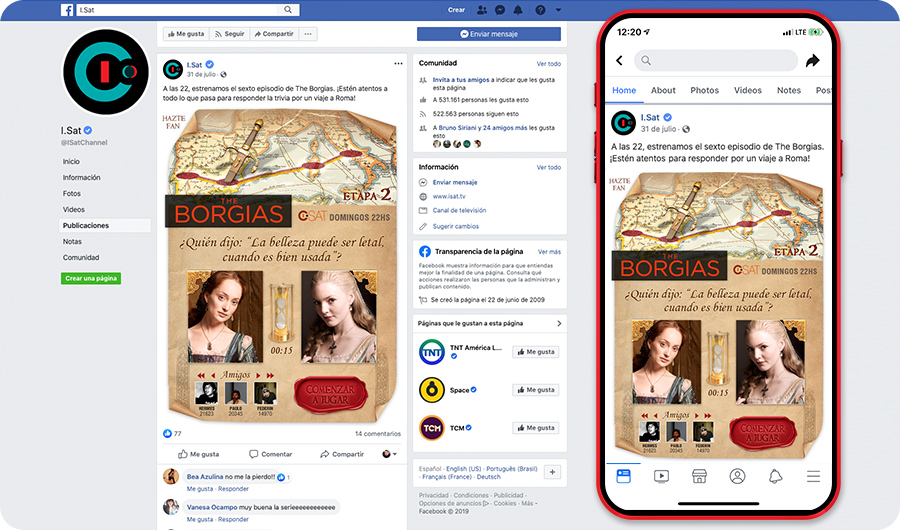 I.Sat
Crear
Me gusta
Seguir
Compartir
Enviar mensaje
I.Sat
@ISatChannel
Inicio
Información
Fotos
Videos
Publicaciones
Notas
Comunidad
Crear una página
I.Sat
31 de julio ·
A las 22, estrenamos el sexto episodio de The Borgias. ¡Estén atentos a
todo lo que pasa para responder la trivia por un viaje a Roma!
HAZTE
FAN
ETAPA 2
THE
BORGIAS
I·SAT DOMINGOS 22HS
¿Quién dijo: “La belleza puede ser letal,
cuando es bien usada”?
00:15
Amigos
HERMES
21623
PAULO
20345
FEDERIN
14970
COMENZAR
A JUGAR
77
14 comentarios
Me gusta
Comentar
Compartir
Bea Azulina no me la pierdo!!
1
Me gusta · Responder
Vanesa Ocampo muy buena la serieeeeeeeeeeee
Me gusta · Responder
Comunidad
Ver todo
Invita a tus amigos a indicar que les gusta
esta página
A 531.161 personas les gusta esto
522.563 personas siguen esto
A Bruno Siriani y 24 amigos más les gusta
esto
Información
Ver todo
Enviar mensaje
www.isat.tv
Canal de televisión
Sugerir cambios
Transparencia de la página
Ver más
Facebook muestra información para que entiendas
mejor la finalidad de una página. Consulta qué
acciones realizaron las personas que la administran y
publican contenido.
Se creó la página el 22 de junio de 2009
Páginas que le gustan a esta página
TNT
TNT América L...
Me gusta
Space
Me gusta
TCM
TCM
Me gusta
Español · English (US) · Português (Brasil)
· Français (France) · Deutsch
Privacidad · Condiciones · Publicidad ·
Opciones de anuncios · Cookies · Más
Facebook © 2019
12:20
LTE
Home
About
Photos
Videos
Notes
Post
I.Sat
31 de julio ·
A las 22, estrenamos el sexto episodio de The Borgias.
¡Estén atentos para responder por un viaje a Roma!
HAZTE
FAN
ETAPA 2
THE
BORGIAS
I·SAT DOMINGOS 22HS
¿Quién dijo: “La belleza puede ser letal,
cuando es bien usada”?
00:15
Amigos
HERMES
21623
PAULO
20345
FEDERIN
14970
COMENZAR
A JUGAR